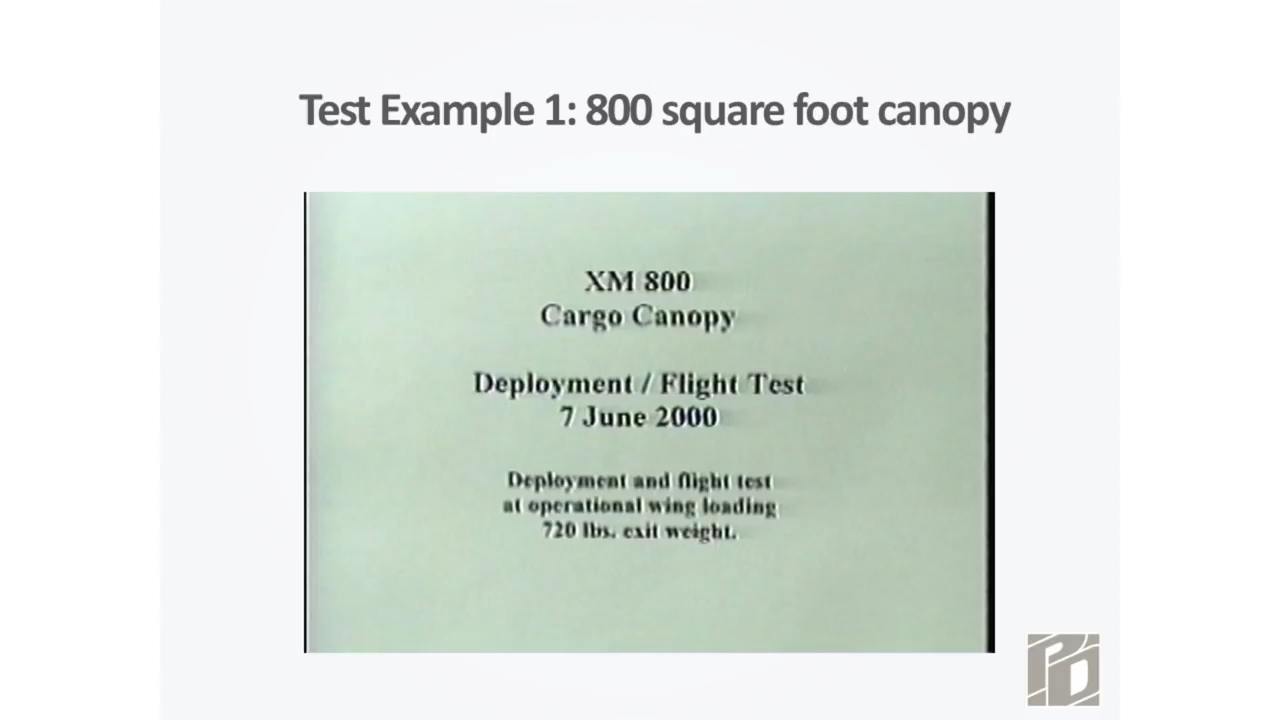 Test Example 1: 800 square foot canopy
XM 800
Cargo Canopy
Deployment / Flight Test
7 June 2000
Deployment and flight test
at operational wing loading
720 lbs. exit weight.
PD